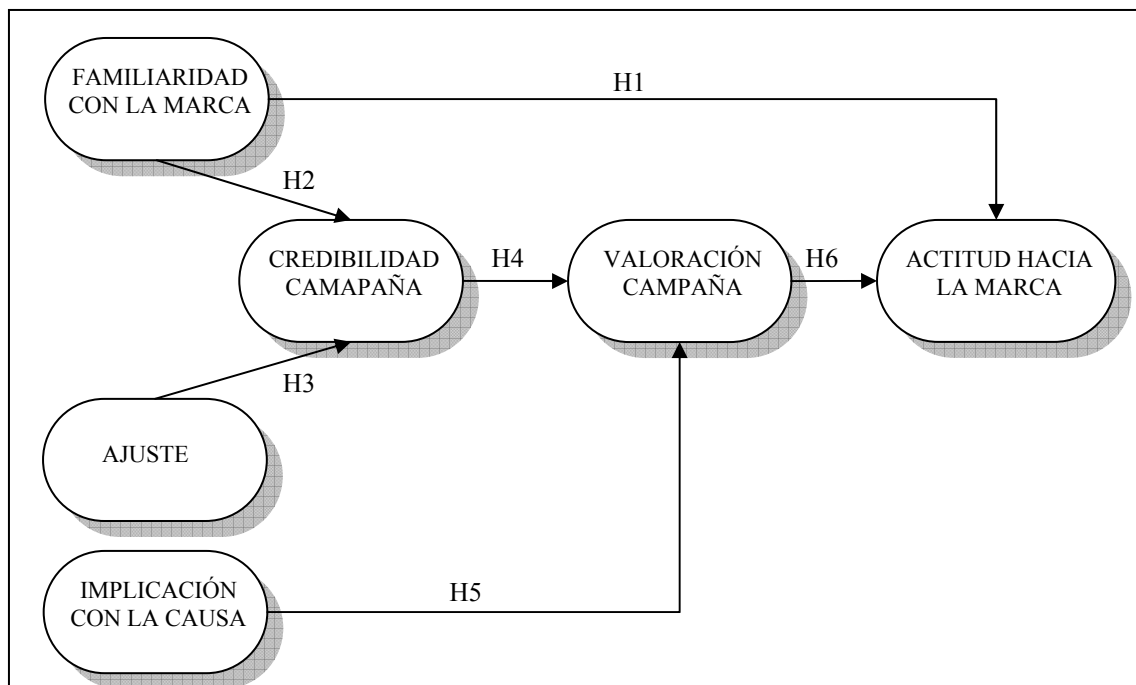 FAMILIARIDAD
CON LA MARCA
H1
H2
CREDIBILIDAD
CAMAPAÑA
H4
VALORACIÓN
CAMPAÑA
H6
ACTITUD HACIA
LA MARCA
H3
AJUSTE
IMPLICACIÓN
CON LA CAUSA
H5